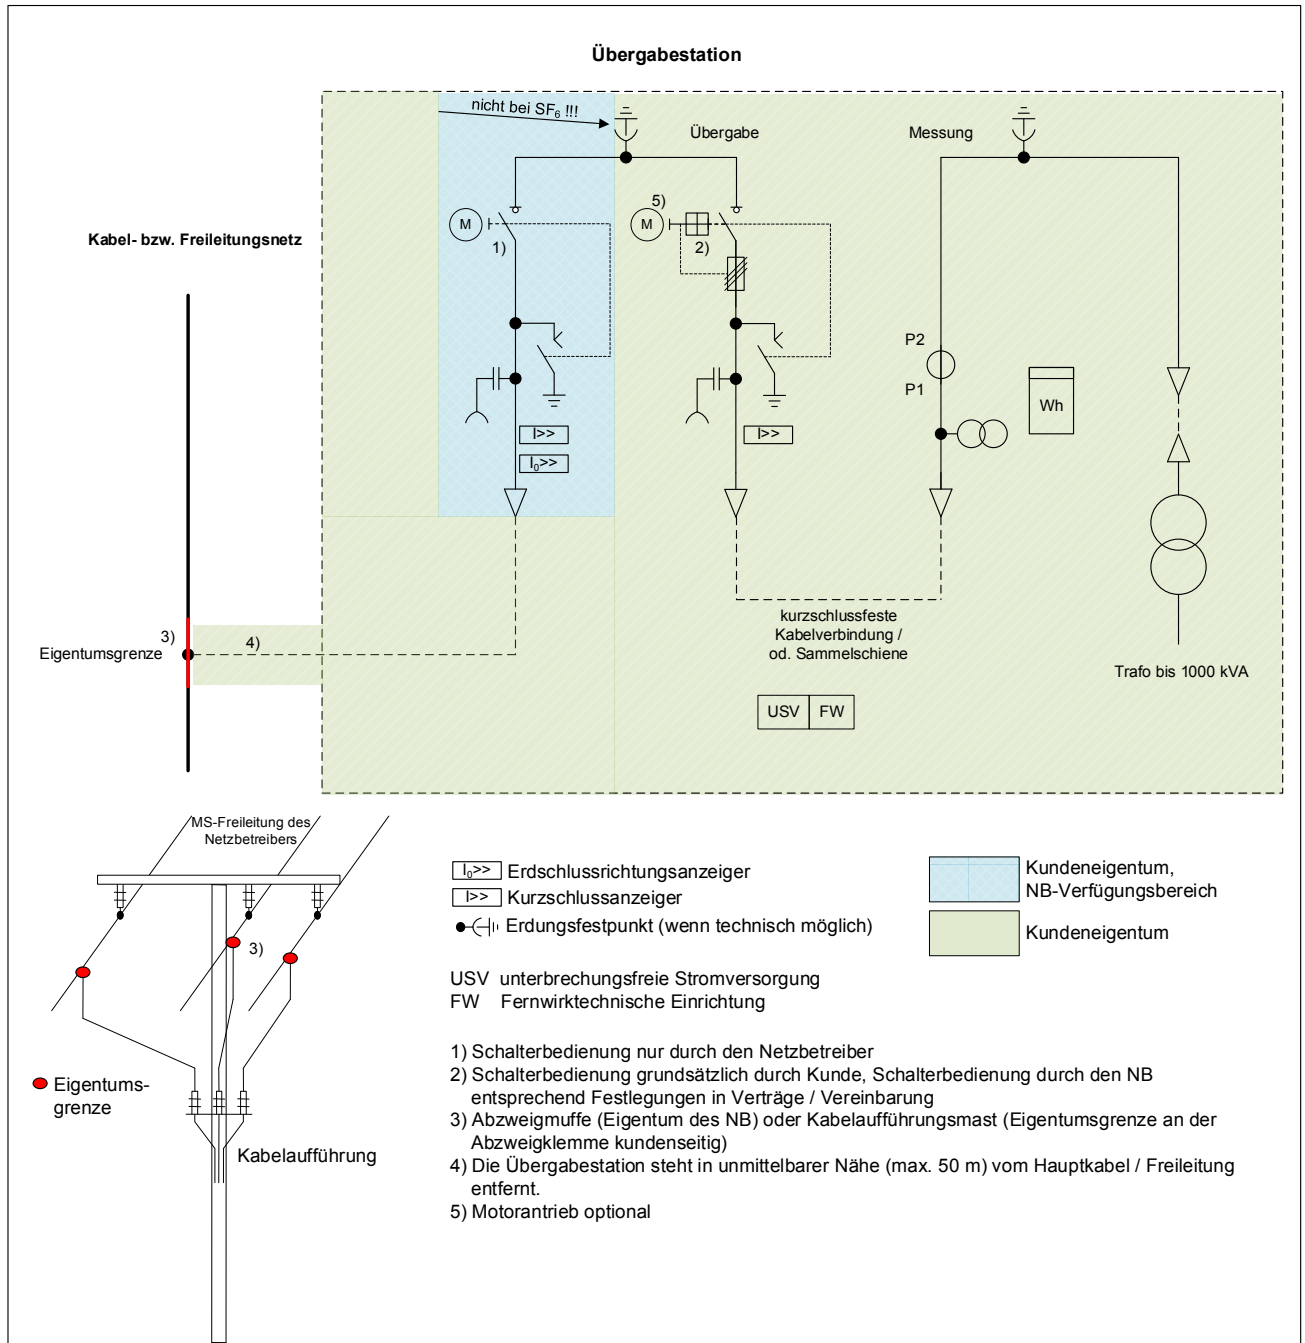 Übergabestation
nicht bei SF₆ !!!
Übergabe
Messung
5)
M
M
1)
2)
Kabel- bzw. Freileitungsnetz
P2
P1
Wh
I>>
I>>
I₀>>
kurzschlussfeste
Kabelverbindung /
od. Sammelschiene
3)
4)
Eigentumsgrenze
Trafo bis 1000 kVA
USV FW
MS-Freileitung des
Netzbetreibers
3)
Eigentums-
grenze
Kabelaufführung
I₀>> Erdschlussrichtungsanzeiger
I>> Kurzschlussanzeiger
Erdungsfestpunkt (wenn technisch möglich)
Kundeneigentum,
NB-Verfügungsbereich
Kundeneigentum
USV unterbrechungsfreie Stromversorgung
FW Fernwirktechnische Einrichtung
1) Schalterbedienung nur durch den Netzbetreiber
2) Schalterbedienung grundsätzlich durch Kunde, Schalterbedienung durch den NB
entsprechend Festlegungen in Verträge / Vereinbarung
3) Abzweigmuffe (Eigentum des NB) oder Kabelaufführungsmast (Eigentumsgrenze an der
Abzweigklemme kundenseitig)
4) Die Übergabestation steht in unmittelbarer Nähe (max. 50 m) vom Hauptkabel / Freileitung
entfernt.
5) Motorantrieb optional